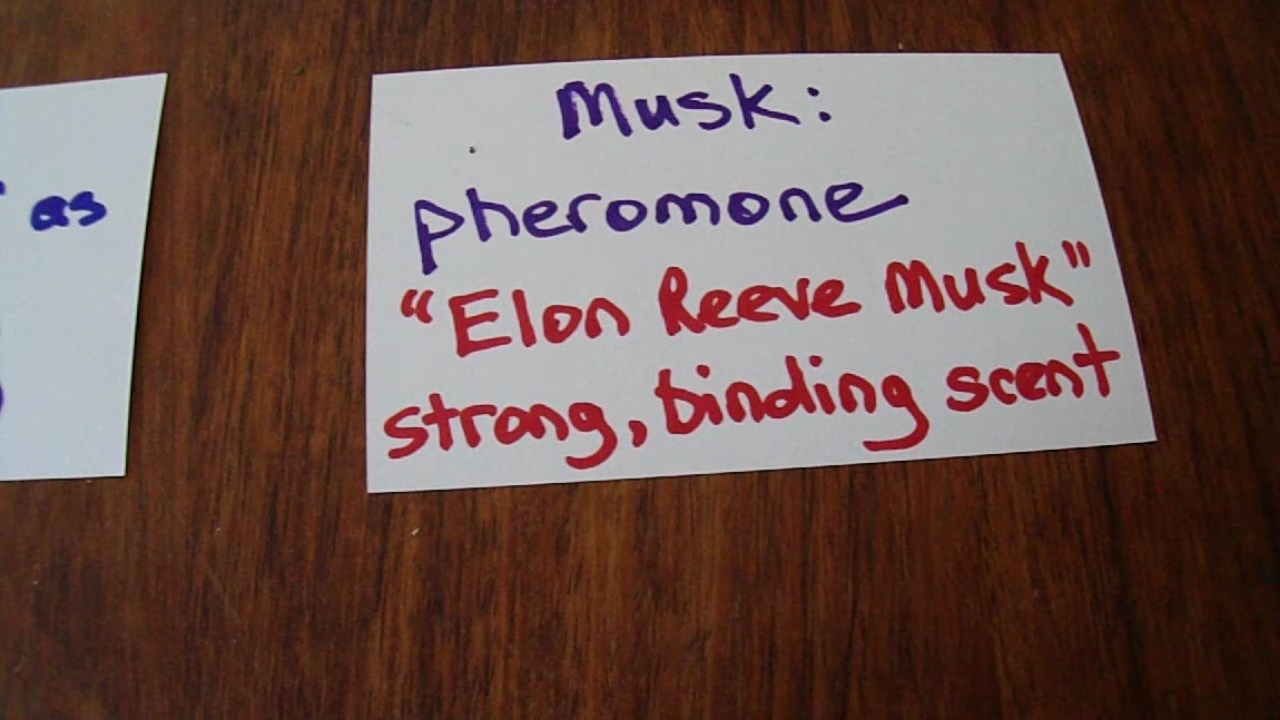 as
Musk:
pheromone
"Elon Reeve Musk"
strong, binding scent